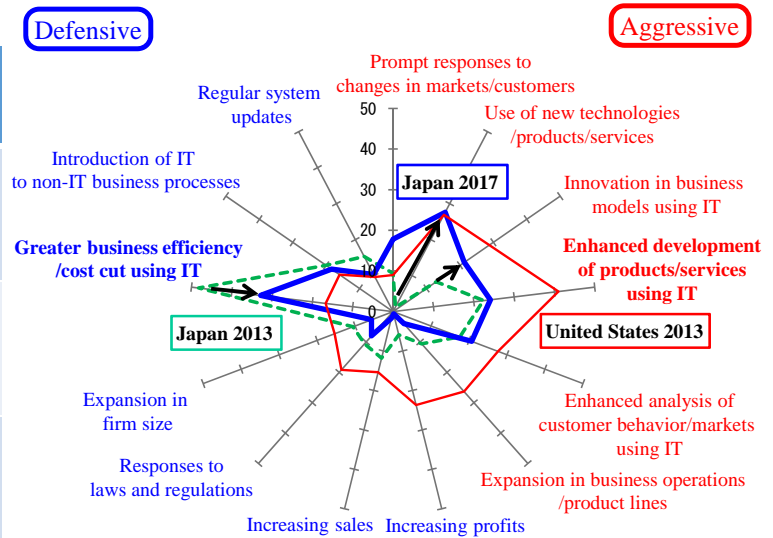 Defensive
Aggressive
Prompt responses to
changes in markets/customers
Regular system
updates
Use of new technologies
/products/services
Introduction of IT
to non-IT business processes
Innovation in business
models using IT
Greater business efficiency
/cost cut using IT
Enhanced development
of products/services
using IT
50
40
30
20
10
0
Japan 2017
Japan 2013
United States 2013
Expansion in
firm size
Enhanced analysis of
customer behavior/markets
using IT
Responses to
laws and regulations
Expansion in business operations
/product lines
Increasing sales
Increasing profits